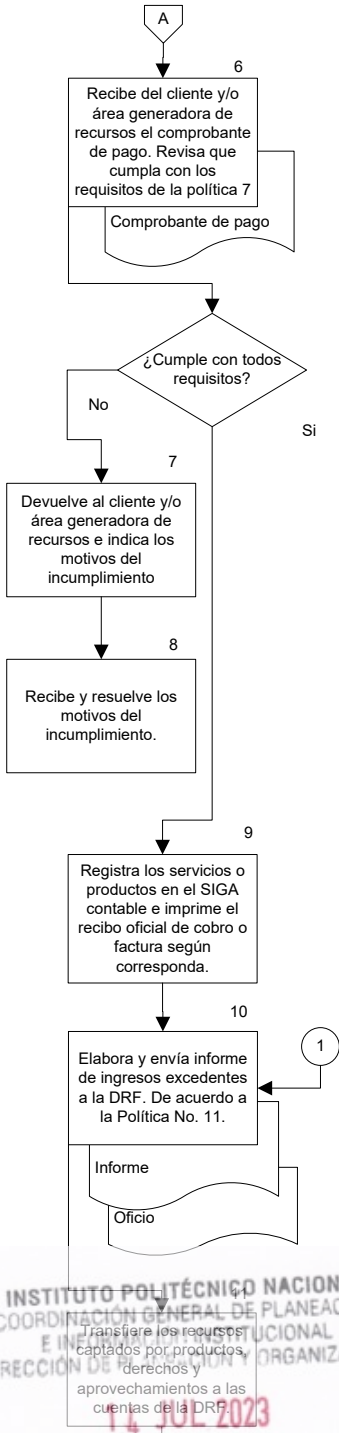 A
6
Recibe del cliente y/o
área generadora de
recursos el comprobante
de pago. Revisa que
cumpla con los
requisitos de la política 7
Comprobante de pago
¿Cumple con todos
requisitos?
No
Si
7
Devuelve al cliente y/o
área generadora de
recursos e indica los
motivos del
incumplimiento
8
Recibe y resuelve los
motivos del
incumplimiento.
9
Registra los servicios o
productos en el SIGA
contable e imprime el
recibo oficial de cobro o
factura según
corresponda.
10
Elabora y envía informe
de ingresos excedentes
a la DRF. De acuerdo a
la Política No. 11.
1
Informe
Oficio
INSTITUTO POLITÉCNICO NACION
11
COORDINACIÓN GENERAL DE PLANEAC
E INFORMACIÓN INSTITUCIONAL
Transfiere los recursos
captados por productos,
derechos y
aprovechamientos a las
cuentas de la DRF.
14 JUL 2023